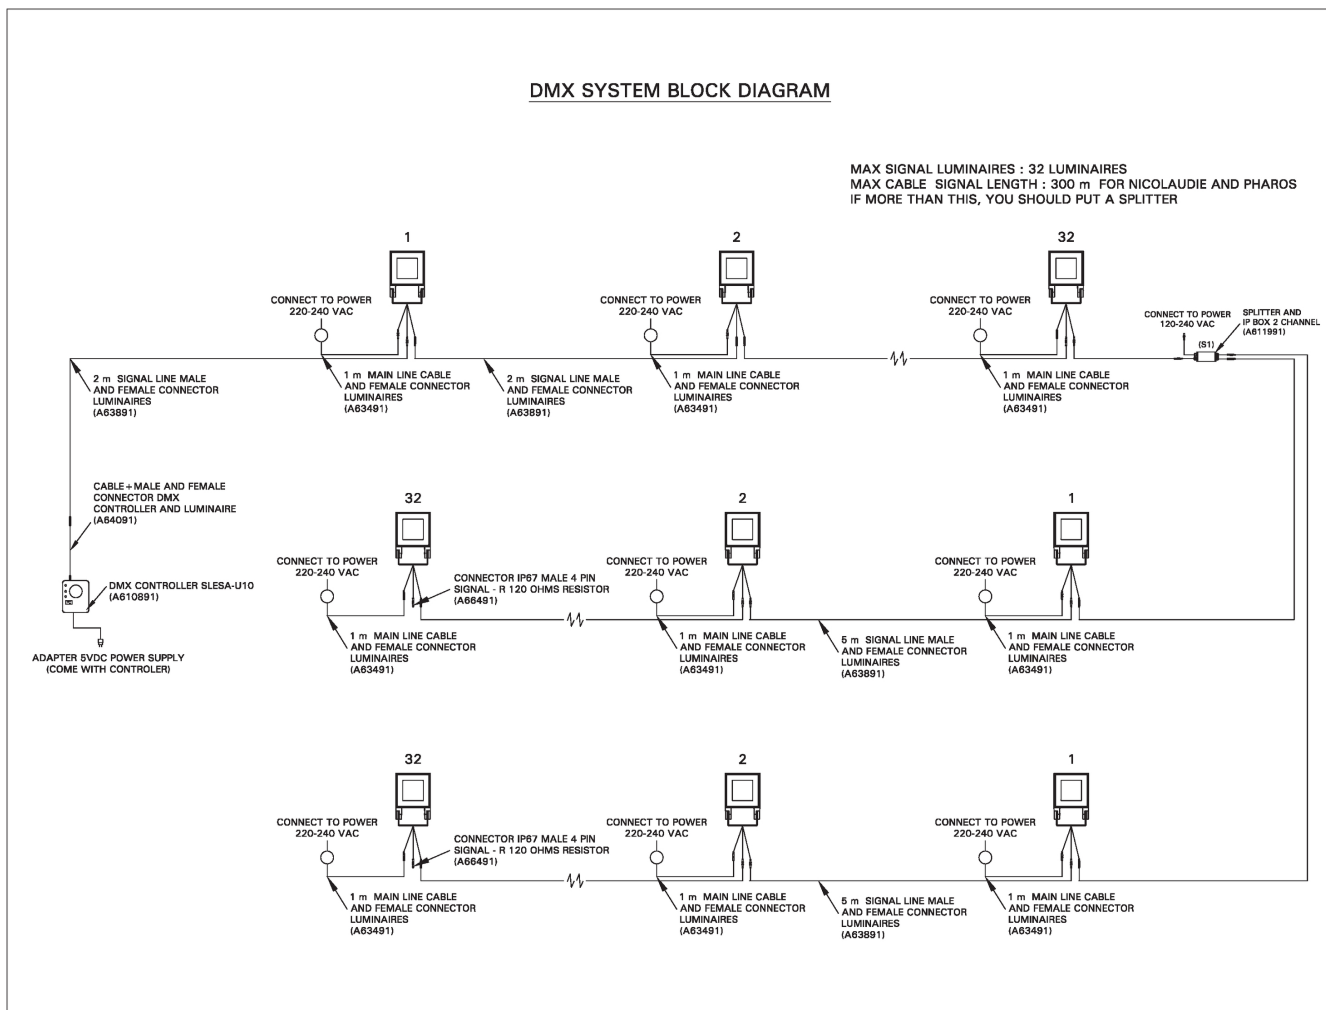 DMX SYSTEM BLOCK DIAGRAM
MAX SIGNAL LUMINAIRES : 32 LUMINAIRES
MAX CABLE SIGNAL LENGTH : 300 m FOR NICOLAUDIE AND PHAROS
IF MORE THAN THIS, YOU SHOULD PUT A SPLITTER
1
2
32
CONNECT TO POWER
220-240 VAC
CONNECT TO POWER
220-240 VAC
CONNECT TO POWER
220-240 VAC
CONNECT TO POWER
120-240 VAC
SPLITTER AND
IP BOX 2 CHANNEL
(A611991)
(S1)
2 m SIGNAL LINE MALE
AND FEMALE CONNECTOR
LUMINAIRES
(A63891)
1 m MAIN LINE CABLE
AND FEMALE CONNECTOR
LUMINAIRES
(A63491)
2 m SIGNAL LINE MALE
AND FEMALE CONNECTOR
LUMINAIRES
(A63891)
1 m MAIN LINE CABLE
AND FEMALE CONNECTOR
LUMINAIRES
(A63491)
1 m MAIN LINE CABLE
AND FEMALE CONNECTOR
LUMINAIRES
(A63491)
CABLE+MALE AND FEMALE
CONNECTOR DMX
CONTROLLER AND LUMINAIRE
(A64091)
DMX CONTROLLER SLESA-U10
(A610891)
ADAPTER 5VDC POWER SUPPLY
(COME WITH CONTROLER)
32
2
1
CONNECT TO POWER
220-240 VAC
CONNECTOR IP67 MALE 4 PIN
SIGNAL - R 120 OHMS RESISTOR
(A66491)
CONNECT TO POWER
220-240 VAC
CONNECT TO POWER
220-240 VAC
1 m MAIN LINE CABLE
AND FEMALE CONNECTOR
LUMINAIRES
(A63491)
1 m MAIN LINE CABLE
AND FEMALE CONNECTOR
LUMINAIRES
(A63491)
5 m SIGNAL LINE MALE
AND FEMALE CONNECTOR
LUMINAIRES
(A63891)
1 m MAIN LINE CABLE
AND FEMALE CONNECTOR
LUMINAIRES
(A63491)
32
2
1
CONNECT TO POWER
220-240 VAC
CONNECTOR IP67 MALE 4 PIN
SIGNAL - R 120 OHMS RESISTOR
(A66491)
CONNECT TO POWER
220-240 VAC
CONNECT TO POWER
220-240 VAC
1 m MAIN LINE CABLE
AND FEMALE CONNECTOR
LUMINAIRES
(A63491)
1 m MAIN LINE CABLE
AND FEMALE CONNECTOR
LUMINAIRES
(A63491)
5 m SIGNAL LINE MALE
AND FEMALE CONNECTOR
LUMINAIRES
(A63891)
1 m MAIN LINE CABLE
AND FEMALE CONNECTOR
LUMINAIRES
(A63491)